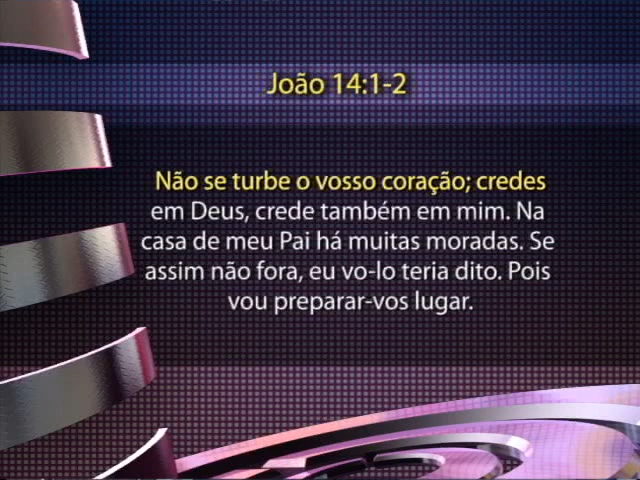 João 14:1-2
Não se turbe o vosso coração; credes
em Deus, crede também em mim. Na
casa de meu Pai há muitas moradas. Se
assim não fora, eu vo-lo teria dito. Pois
vou preparar-vos lugar.